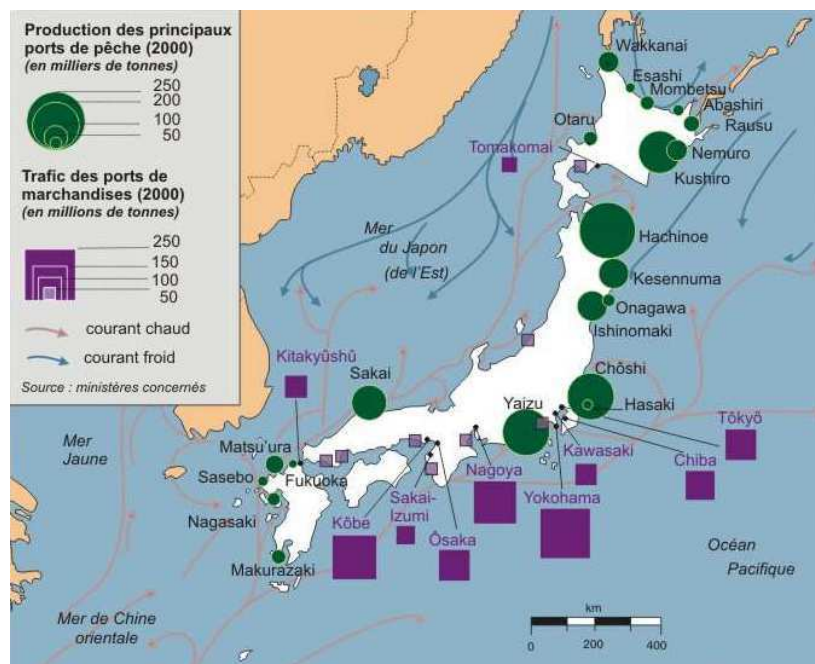 Production des principaux
ports de pêche (2000)
(en milliers de tonnes)
250
200
100
50
Trafic des ports de
marchandises (2000)
(en millions de tonnes)
250
150
100
50
courant chaud
courant froid
Source : ministères concernés
Wakkanai
Esashi
Mombetsu
Abashiri
Rausu
Otaru
Tomakomai
Nemuro
Kushiro
Mer
du Japon
(de l'Est)
Hachinoe
Kesennuma
Onagawa
Ishinomaki
Kitakyûshû
Sakai
Chôshi
Yaizu
Hasaki
Tôkyô
Mer
Jaune
Matsu'ura
Sasebo
Fukuoka
Nagoya
Kawasaki
Chiba
Nagasaki
Kôbe
Sakai-
Izumi
Ôsaka
Yokohama
Makurazaki
Océan
Pacifique
Mer de Chine
orientale
km
0
200
400